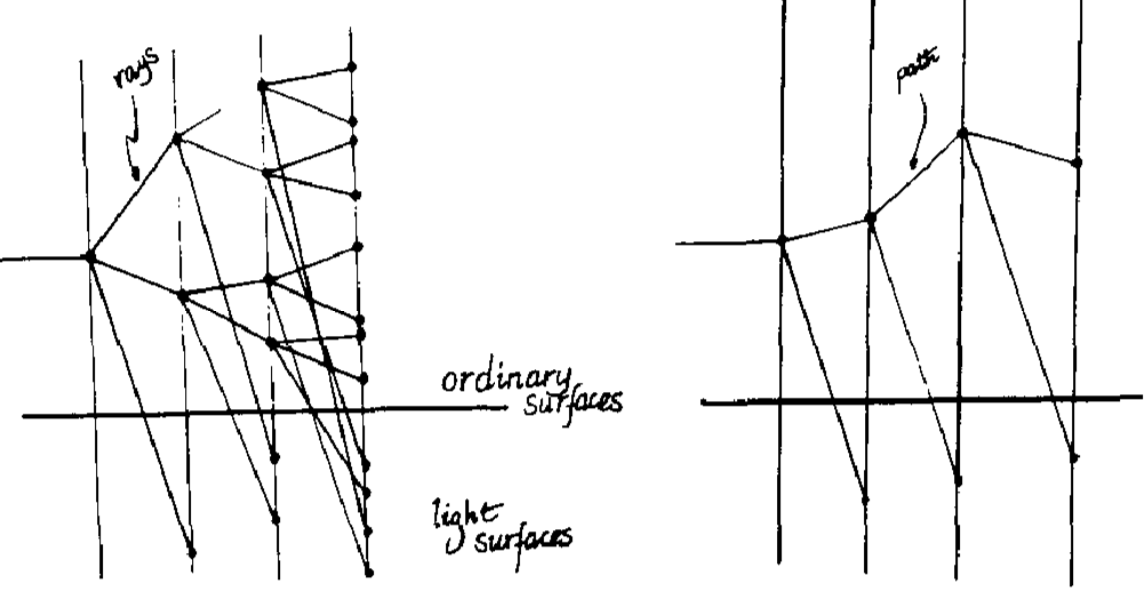 rays
path
ordinary
surfaces
light
surfaces